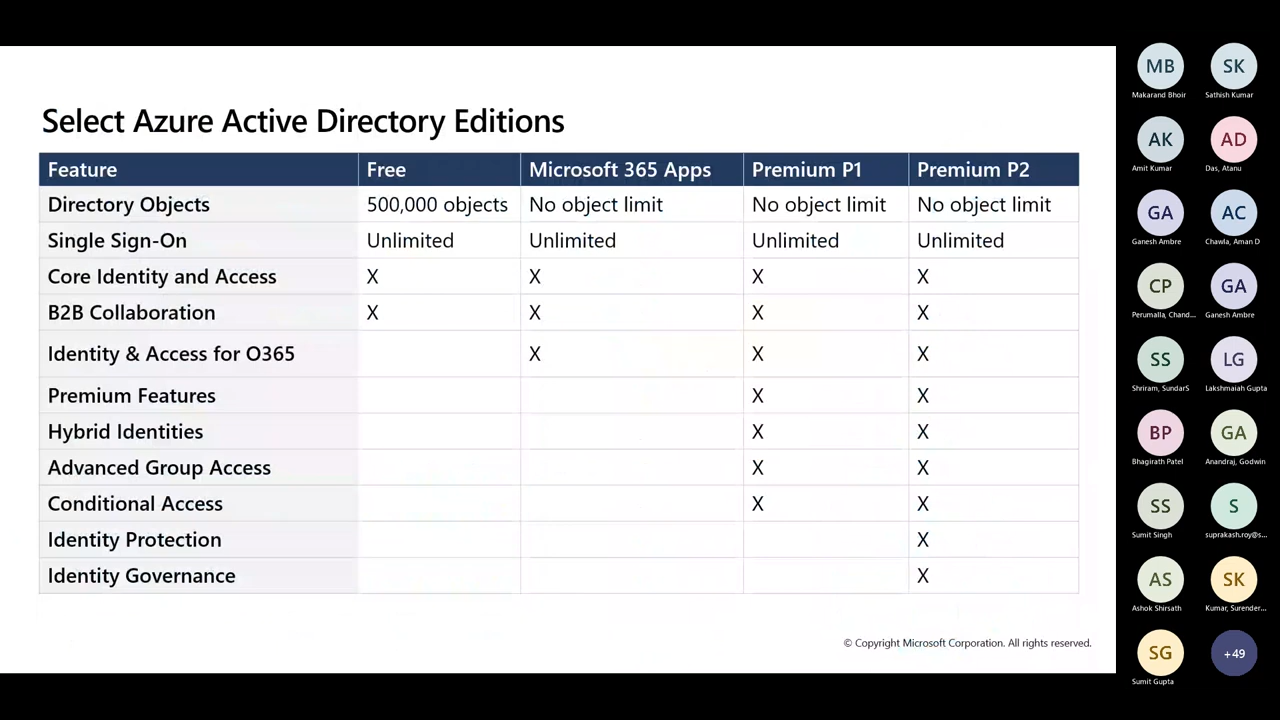 Select Azure Active Directory Editions
Feature Free Microsoft 365 Apps Premium P1 Premium P2
Directory Objects 500,000 objects No object limit No object limit No object limit
Single Sign-On Unlimited Unlimited Unlimited Unlimited
Core Identity and Access X X X X
B2B Collaboration X X X X
Identity & Access for O365 X X X
Premium Features X X
Hybrid Identities X X
Advanced Group Access X X
Conditional Access X X
Identity Protection X
Identity Governance X
© Copyright Microsoft Corporation. All rights reserved.
MB SK
Makarand Bhoir Sathish Kumar
AK AD
Amit Kumar Das, Atanu
GA AC
Ganesh Ambre Chawla, Aman D
CP GA
Perumalla, Chand... Ganesh Ambre
SS LG
Shriram, SundarS Lakshmaiah Gupta
BP GA
Bhagirath Patel Anandraj, Godwin
SS S
Sumit Singh suprakash.roy@s...
AS SK
Ashok Shirsath Kumar, Surender...
SG +49
Sumit Gupta